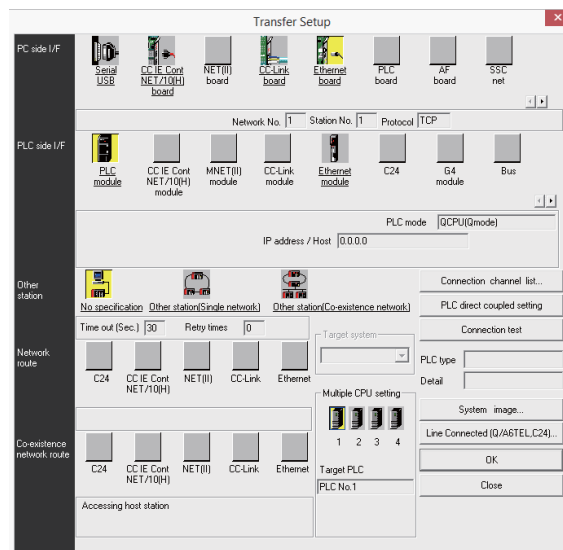 Transfer Setup
PC side I/F
Serial USB
CC IE Cont NET/10(H) board
NET(II) board
CC-Link board
Ethernet board
PLC board
AF board
SSC net
Network No. 1 Station No. 1 Protocol TCP
PLC side I/F
PLC module
CC IE Cont NET/10(H) module
MNET(II) module
CC-Link module
Ethernet module
C24
G4 module
Bus
PLC mode QCPU(Qmode)
IP address / Host 0.0.0.0
Other station
No specification
Other station(Single network)
Other station(Co-existence network)
Time out (Sec.) 30 Retry times 0
Network route
C24
CC IE Cont NET/10(H)
NET(II)
CC-Link
Ethernet
Co-existence network route
C24
CC IE Cont NET/10(H)
NET(II)
CC-Link
Ethernet
Accessing host station
Target system
Multiple CPU setting
1 2 3 4
Target PLC
PLC No.1
Connection channel list...
PLC direct coupled setting
Connection test
PLC type
Detail
System image...
Line Connected (Q/A6TEL,C24)...
OK
Close